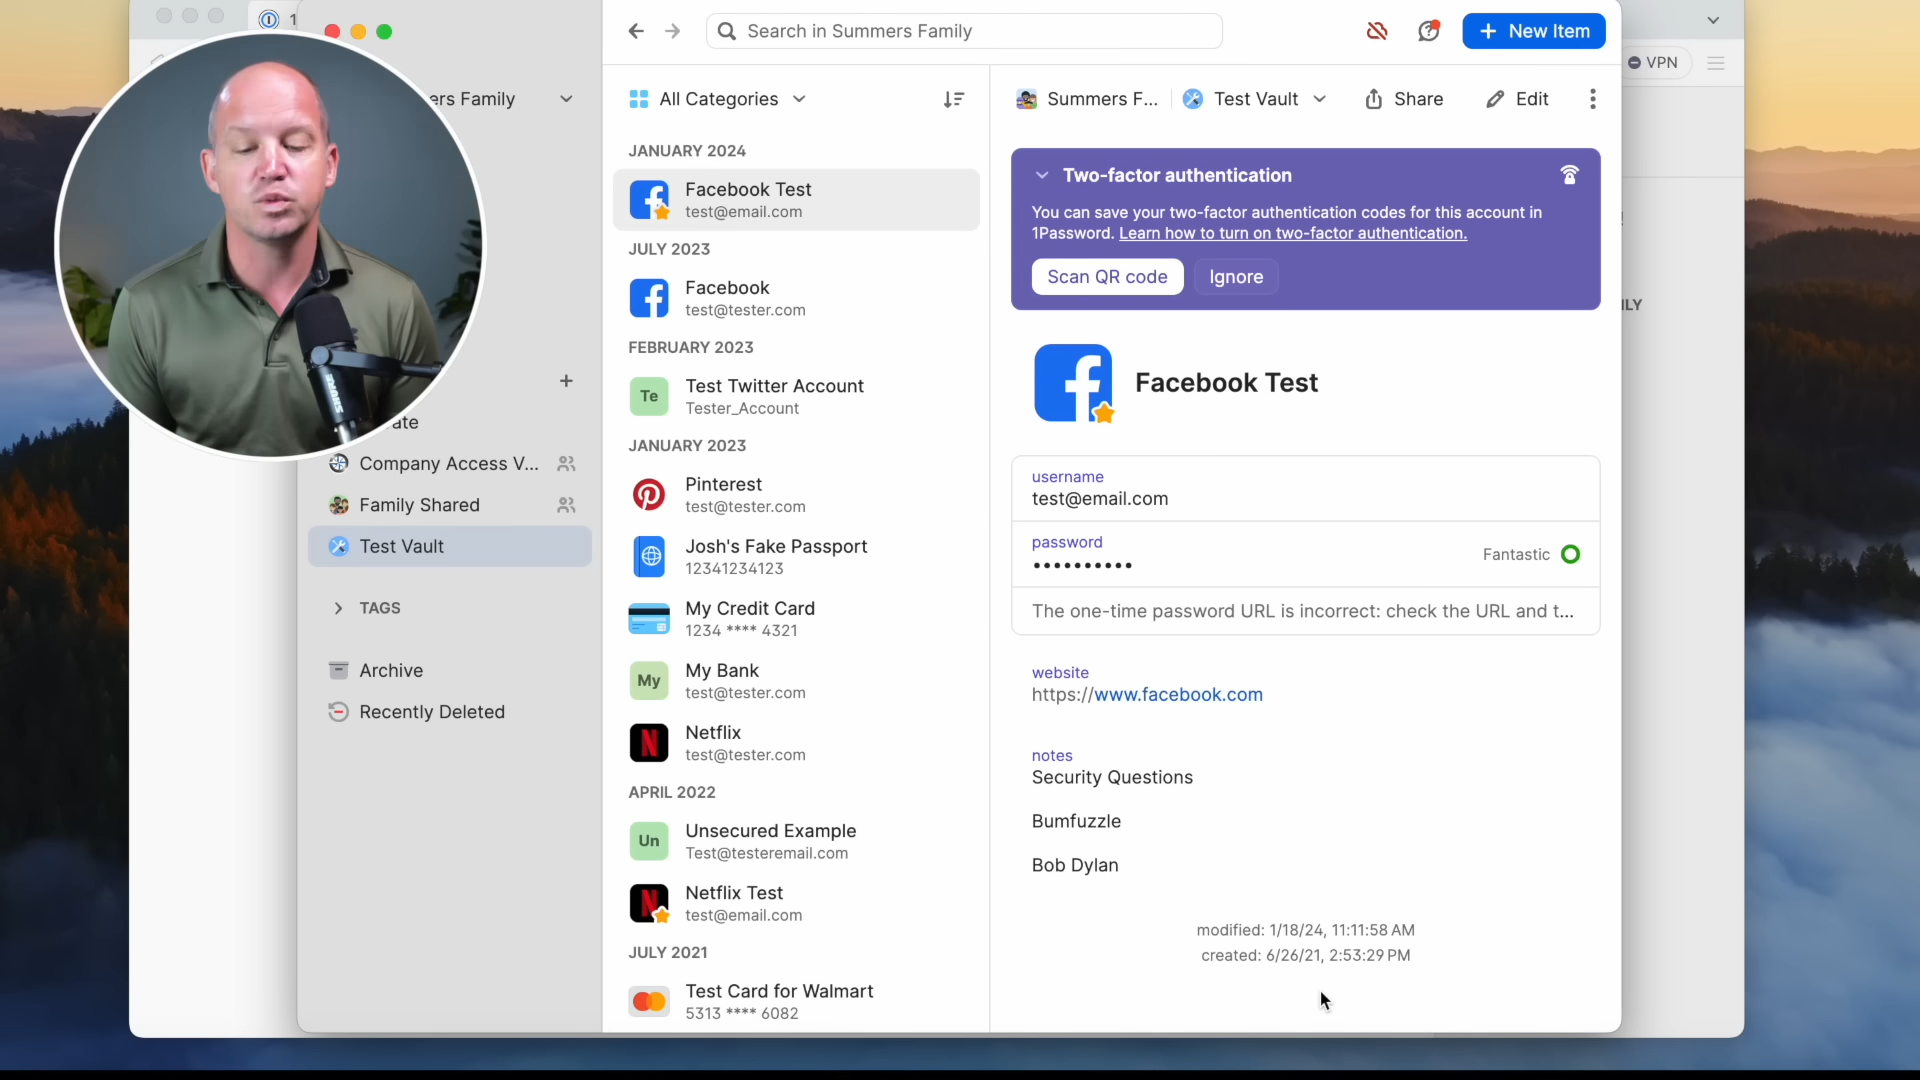 1
ers Family
ate
Company Access V...
Family Shared
Test Vault
TAGS
Archive
Recently Deleted
Search in Summers Family
New Item
VPN
All Categories
JANUARY 2024
Facebook Test
test@email.com
JULY 2023
Facebook
test@tester.com
FEBRUARY 2023
Te
Test Twitter Account
Tester_Account
JANUARY 2023
Pinterest
test@tester.com
Josh's Fake Passport
12341234123
My Credit Card
1234 **** 4321
My
My Bank
test@tester.com
Netflix
test@tester.com
APRIL 2022
Un
Unsecured Example
Test@testeremail.com
Netflix Test
test@email.com
JULY 2021
Test Card for Walmart
5313 **** 6082
Summers F...
Test Vault
Share
Edit
Two-factor authentication
You can save your two-factor authentication codes for this account in
1Password. Learn how to turn on two-factor authentication.
Scan QR code
Ignore
Facebook Test
username
test@email.com
password
••••••••••
Fantastic
The one-time password URL is incorrect: check the URL and t...
website
https://www.facebook.com
notes
Security Questions
Bumfuzzle
Bob Dylan
modified: 1/18/24, 11:11:58 AM
created: 6/26/21, 2:53:29 PM
ILY
SHURE